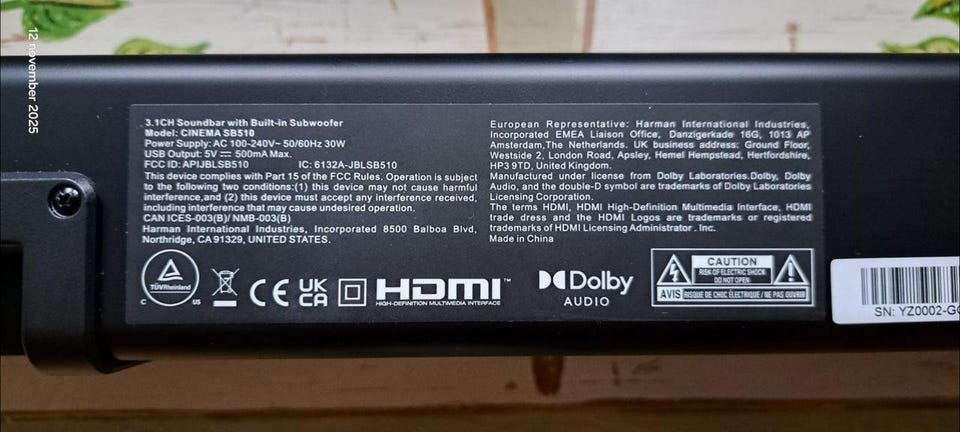 12 november 2025
3.1CH Soundbar with Built-in Subwoofer
Model: CINEMA SB510
Power Supply: AC 100-240V~ 50/60Hz 30W
USB Output: 5V ⎓ 500mA Max.
FCC ID: APIJBLSB510 IC: 6132A-JBLSB510
This device complies with Part 15 of the FCC Rules. Operation is subject
to the following two conditions:(1) this device may not cause harmful
interference,and (2) this device must accept any interference received,
including interference that may cause undesired operation.
CAN ICES-003(B)/ NMB-003(B)
Harman International Industries, Incorporated 8500 Balboa Blvd,
Northridge, CA 91329, UNITED STATES.
European Representative: Harman International Industries,
Incorporated EMEA Liaison Office, Danzigerkade 16G, 1013 AP
Amsterdam,The Netherlands. UK business address: Ground Floor,
Westside 2, London Road, Apsley, Hemel Hempstead, Hertfordshire,
HP3 9TD, United Kingdom.
Manufactured under license from Dolby Laboratories.Dolby, Dolby
Audio, and the double-D symbol are trademarks of Dolby Laboratories
Licensing Corporation.
The terms HDMI, HDMI High-Definition Multimedia Interface, HDMI
trade dress and the HDMI Logos are trademarks or registered
trademarks of HDMI Licensing Administrator . Inc.
Made in China
TÜVRheinland
C US
CE
UK
CA
HDMI™
HIGH-DEFINITION MULTIMEDIA INTERFACE
Dolby
AUDIO
CAUTION
RISK OF ELECTRIC SHOCK
DO NOT OPEN
AVIS RISQUE DE CHOC ÉLECTRIQUE / NE PAS OUVRIR
SN: YZ0002-G